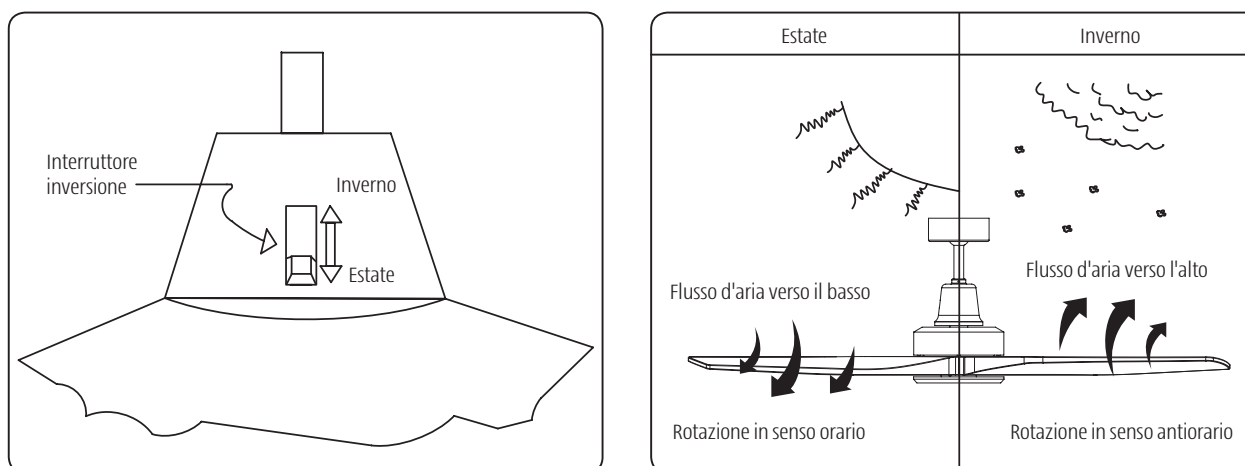 Interruttore
inversione
Inverno
Estate
Estate
Inverno
Flusso d'aria verso il basso
Flusso d'aria verso l'alto
Rotazione in senso orario
Rotazione in senso antiorario